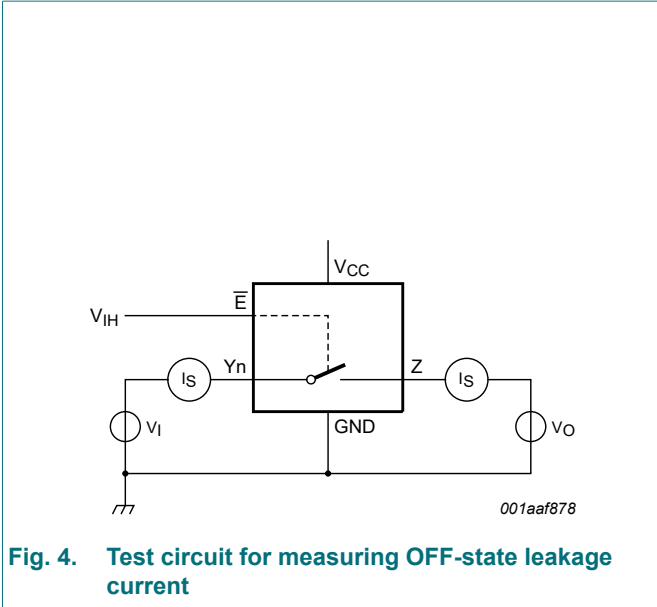 VCC
E
VIH
Yn
Z
IS
IS
VI
GND
VO
001aaf878
Fig. 4. Test circuit for measuring OFF-state leakage
current